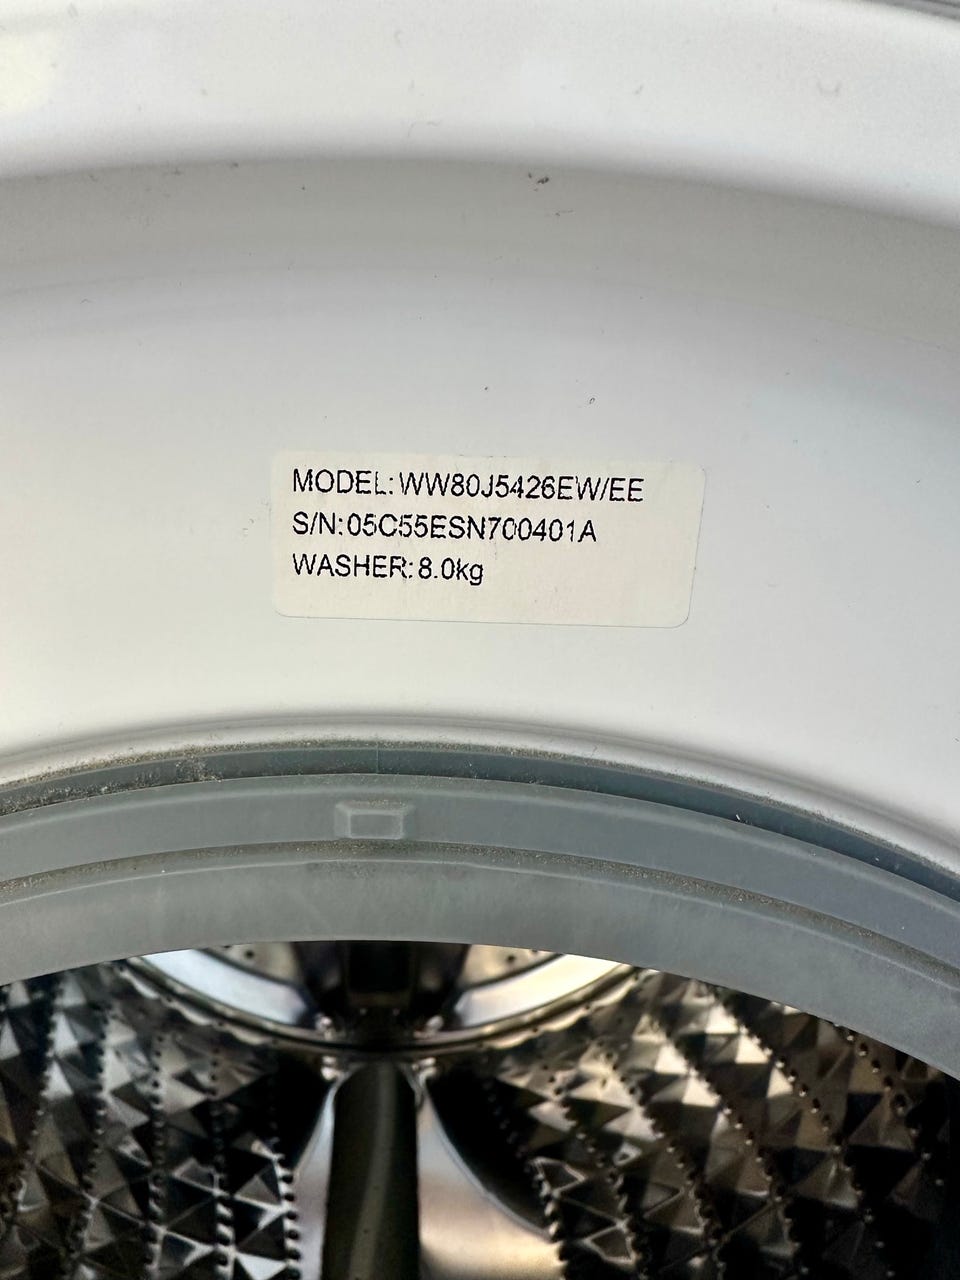 MODEL: WW80J5426EW/EE
S/N: 05C55ESN700401A
WASHER: 8.0kg